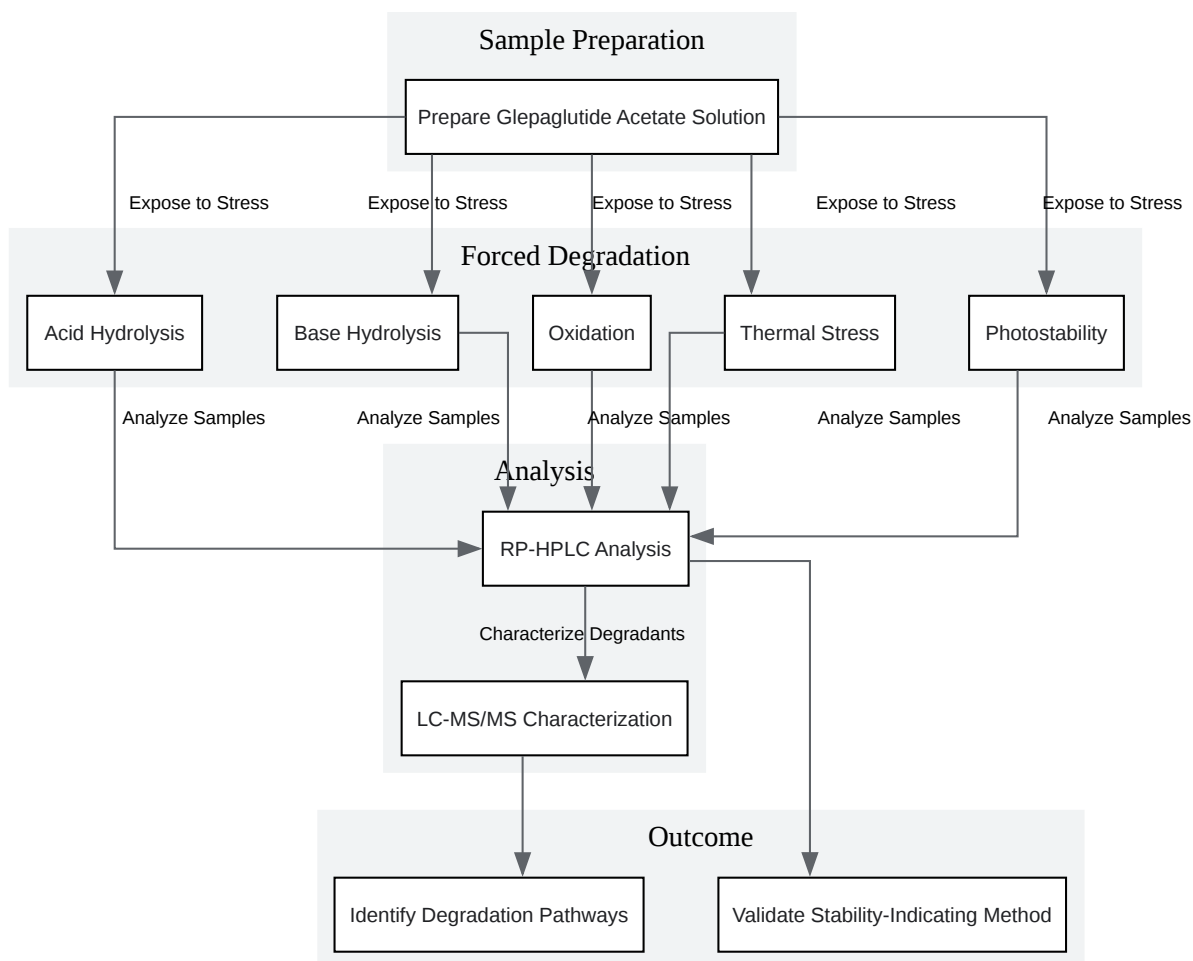 Sample Preparation
Prepare Glepaglutide Acetate Solution
Expose to Stress
Expose to Stress
Expose to Stress
Expose to Stress
Expose to Stress
Forced Degradation
Acid Hydrolysis
Base Hydrolysis
Oxidation
Thermal Stress
Photostability
Analyze Samples
Analyze Samples
Analyze Samples
Analyze Samples
Analyze Samples
Analysis
RP-HPLC Analysis
Characterize Degradants
LC-MS/MS Characterization
Outcome
Identify Degradation Pathways
Validate Stability-Indicating Method